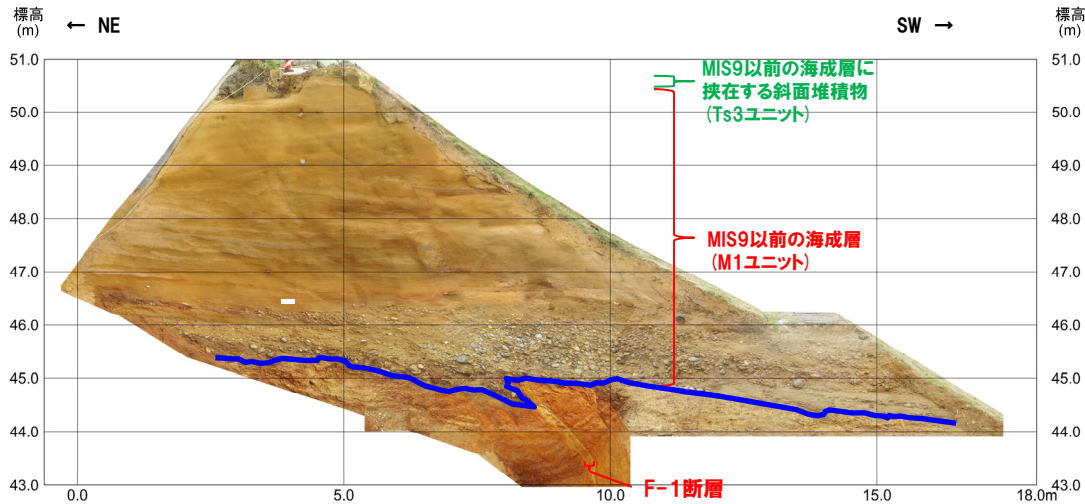 標高
(m)
← NE
SW →
標高
(m)
51.0
50.0
49.0
48.0
47.0
46.0
45.0
44.0
43.0
MIS9以前の海成層に
挟在する斜面堆積物
(Ts3ユニット)
MIS9以前の海成層
(M1ユニット)
F-1断層
51.0
50.0
49.0
48.0
47.0
46.0
45.0
44.0
43.0
0.0
5.0
10.0
15.0
18.0m